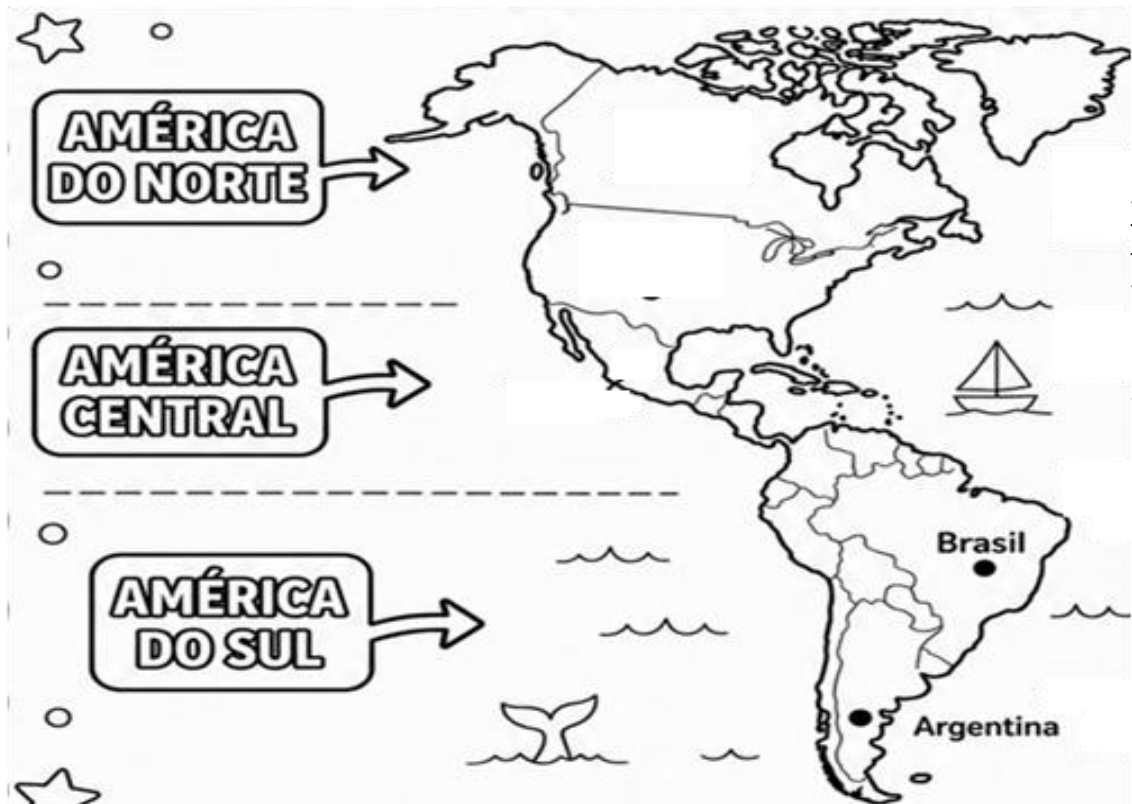 AMÉRICA
DO NORTE
AMÉRICA
CENTRAL
AMÉRICA
DO SUL
Brasil
Argentina